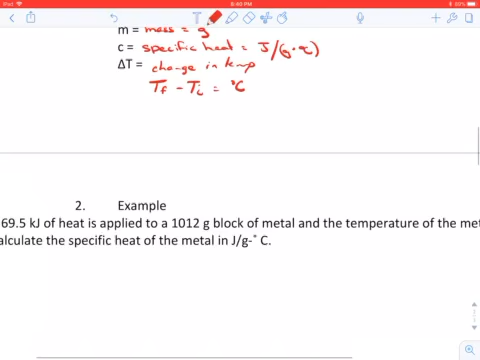 iPad
5:40 PM
m = mass = g
c = specific heat = J/(g·°C)
ΔT = change in temp
Tf - Ti = °C
2. Example
69.5 kJ of heat is applied to a 1012 g block of metal and the temperature of the met
alculate the specific heat of the metal in J/g-˚ C.